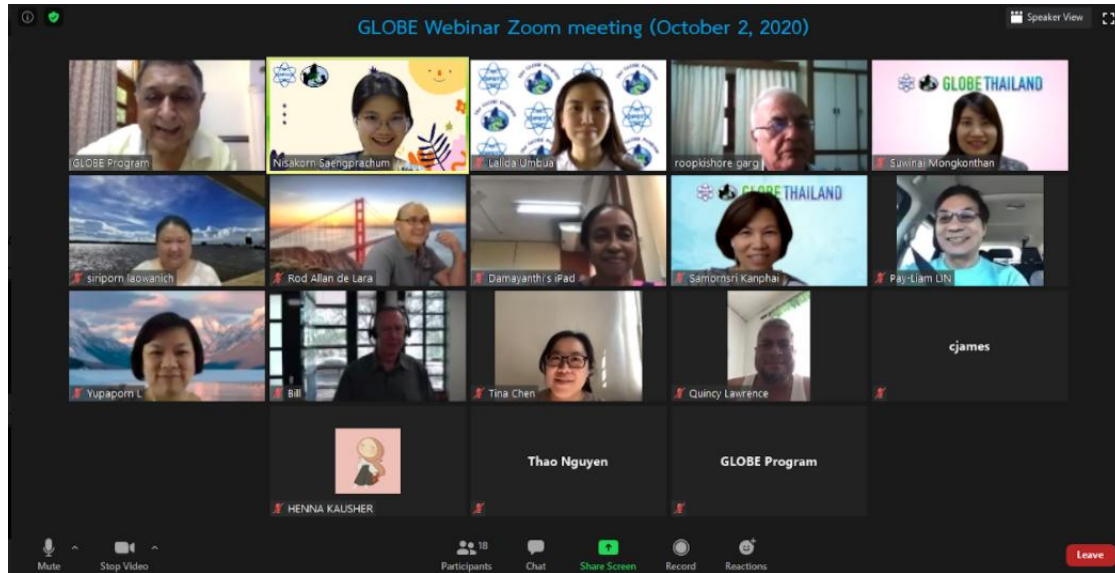 GLOBE Webinar Zoom meeting (October 2, 2020)
Speaker View
GLOBE Program
Nisakorn Saengprachum
Lalida Umbua
roopkishore garg
GLOBE THAILAND
Suwinai Mongkonthan
siriporn laowanich
Rod Allan de Lara
Damayanthi's iPad
GLOBE THAILAND
Samornsri Kanphai
Pay-Liam LIN
Yupaporn L
Bill
Tina Chen
Quincy Lawrence
cjames
HENNA KAUSHER
Thao Nguyen
GLOBE Program
Mute
Stop Video
18
Participants
Chat
Share Screen
Record
Reactions
Leave